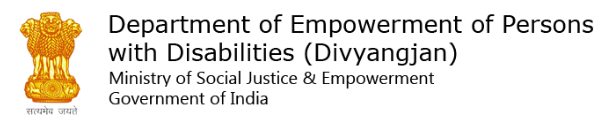 Department of Empowerment of Persons
with Disabilities (Divyangjan)
Ministry of Social Justice & Empowerment
Government of India
सत्यमेव जयते